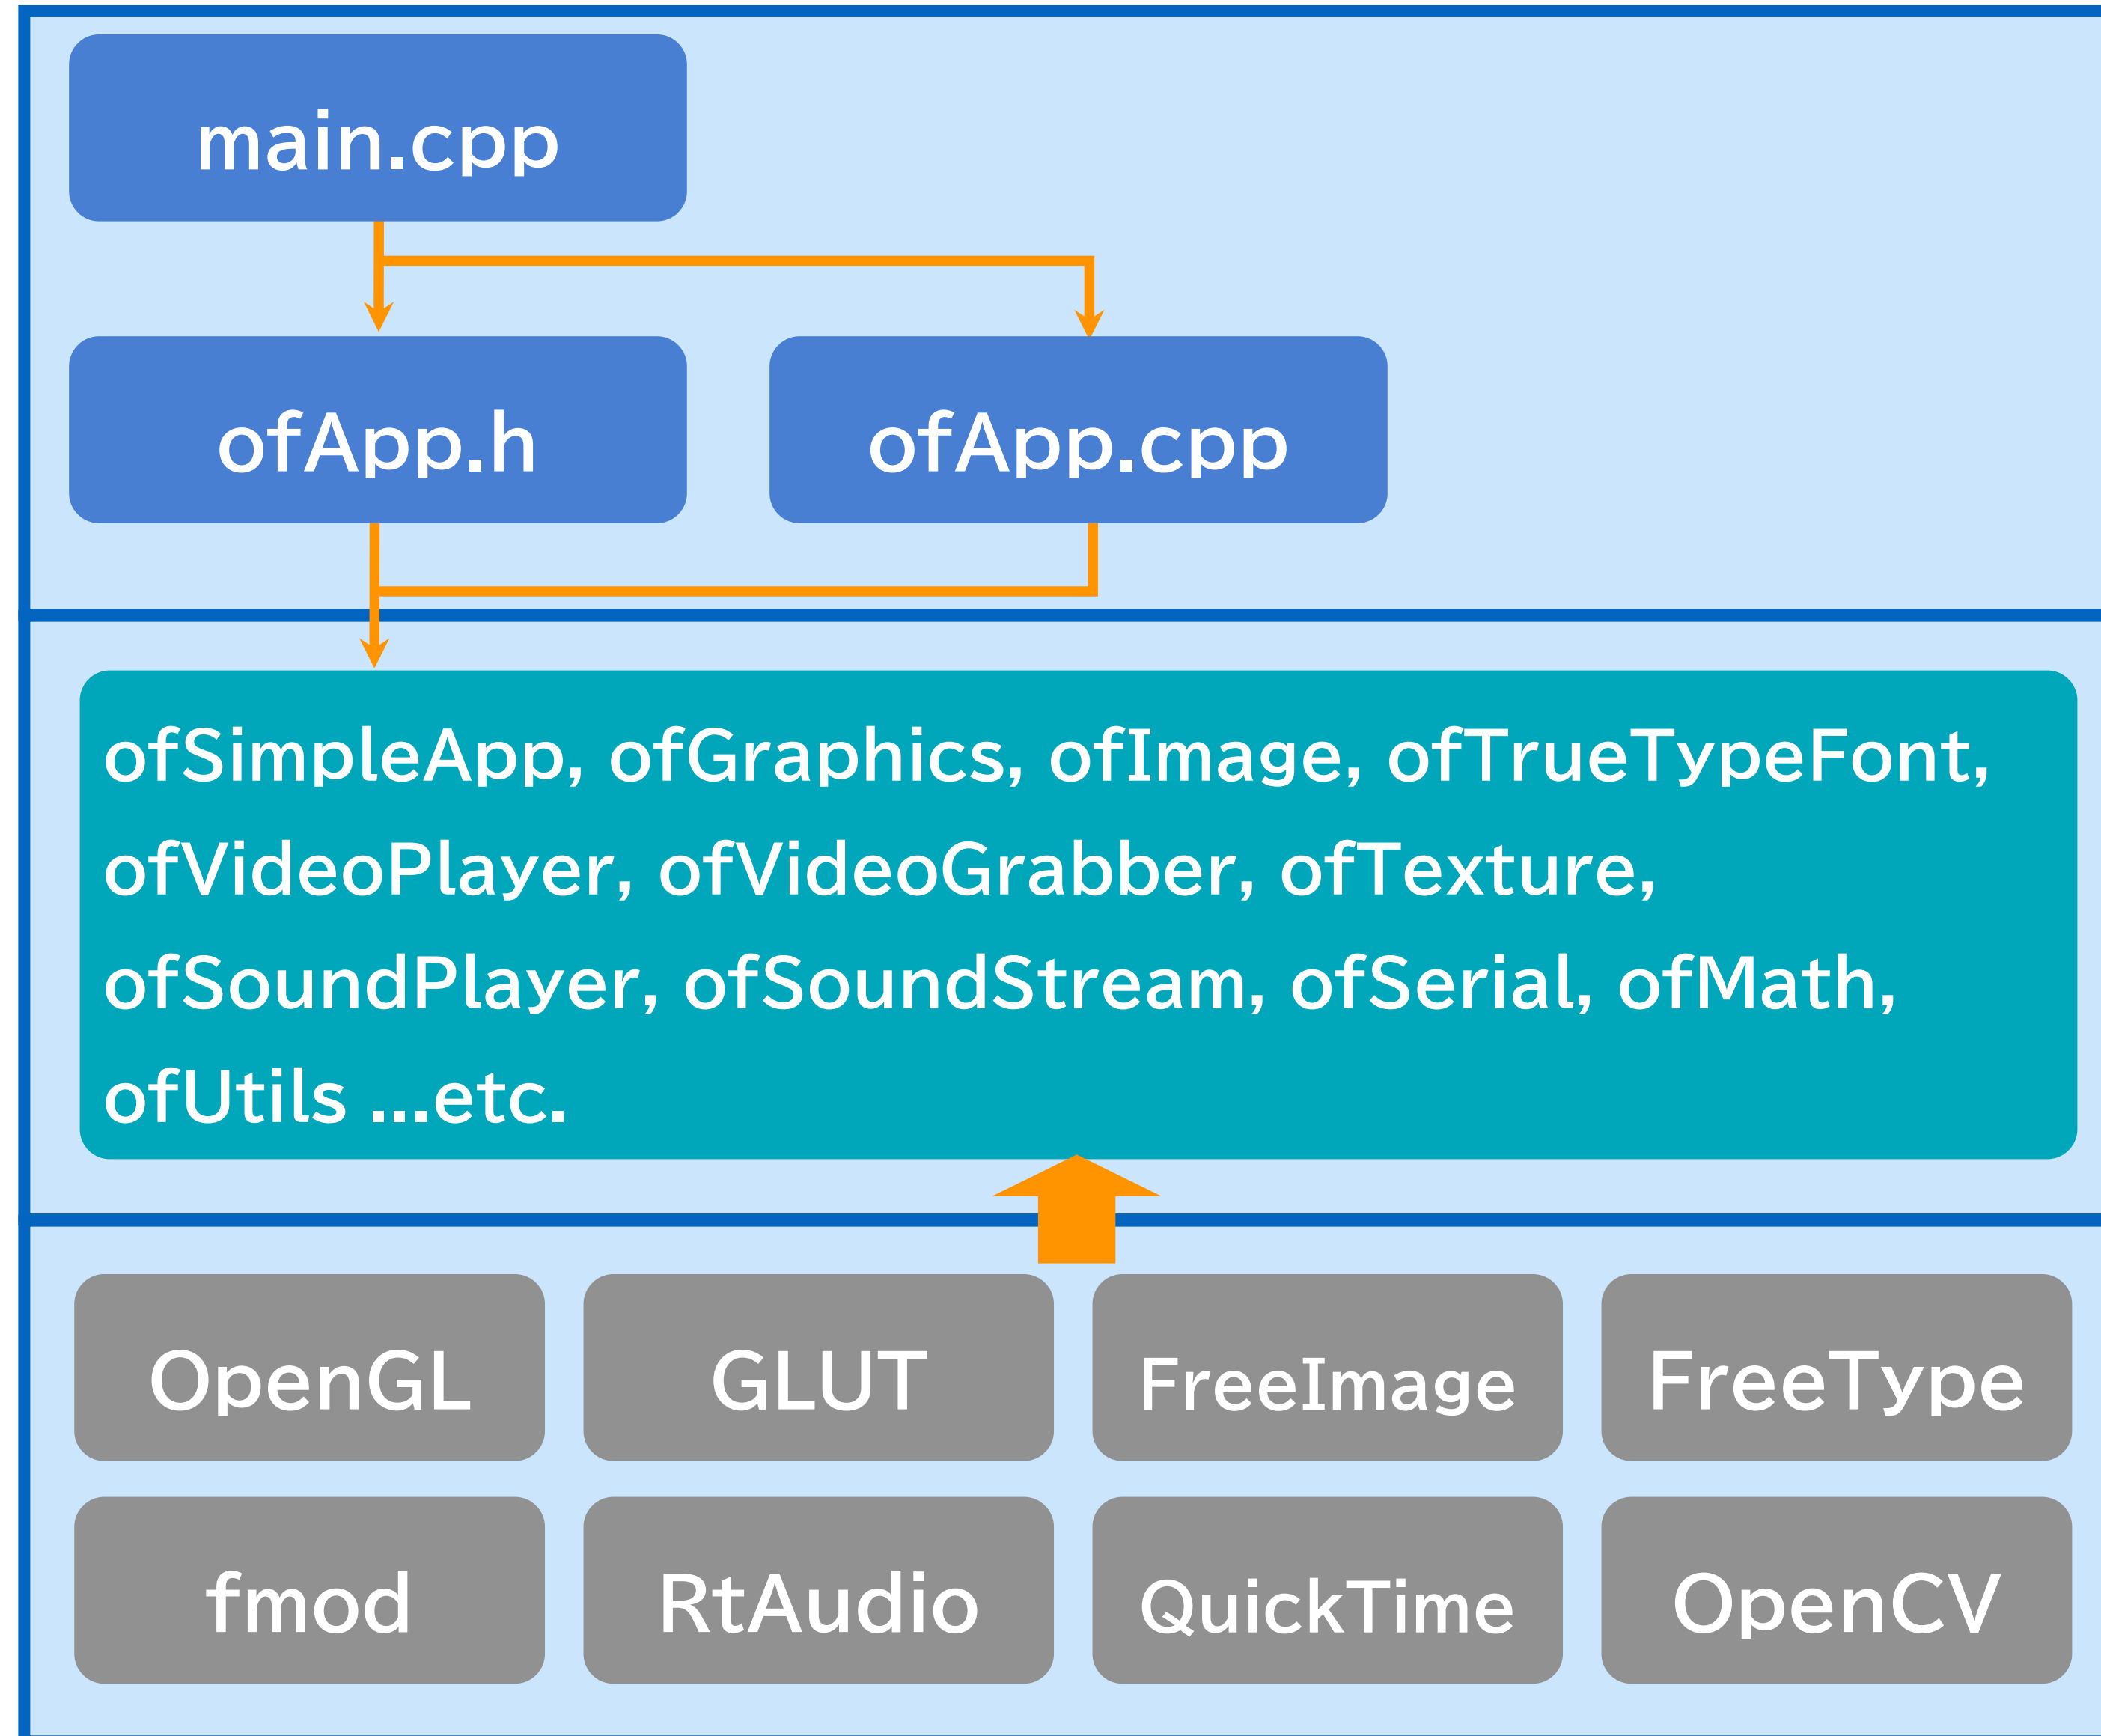 main.cpp
ofApp.h
ofApp.cpp
ofSimpleApp, ofGraphics, ofImage, ofTrueTypeFont,
ofVideoPlayer, ofVideoGrabber, ofTexture,
ofSoundPlayer, ofSoundStream, ofSerial, ofMath,
ofUtils ...etc.
OpenGL
GLUT
FreeImage
FreeType
fmod
RtAudio
QuickTime
OpenCV